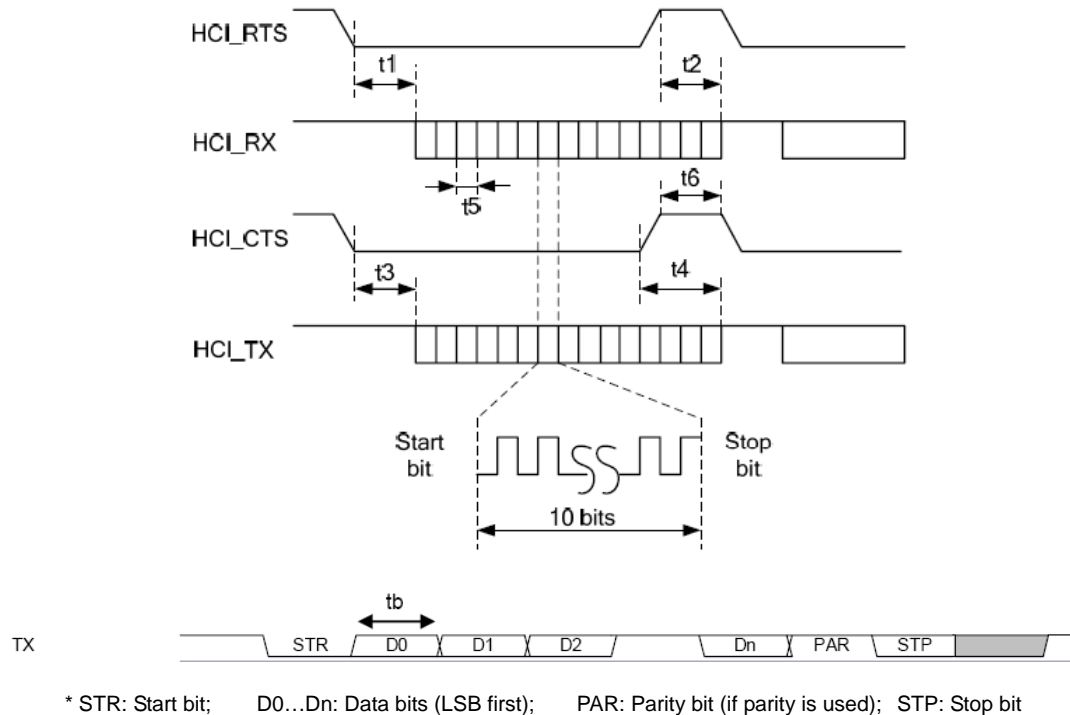 HCI_RTS
t1
t2
HCI_RX
t5
t6
HCI_CTS
t3
t4
HCI_TX
Start
bit
Stop
bit
10 bits
tb
TX
STR D0 D1 D2 Dn PAR STP
* STR: Start bit; D0…Dn: Data bits (LSB first); PAR: Parity bit (if parity is used); STP: Stop bit